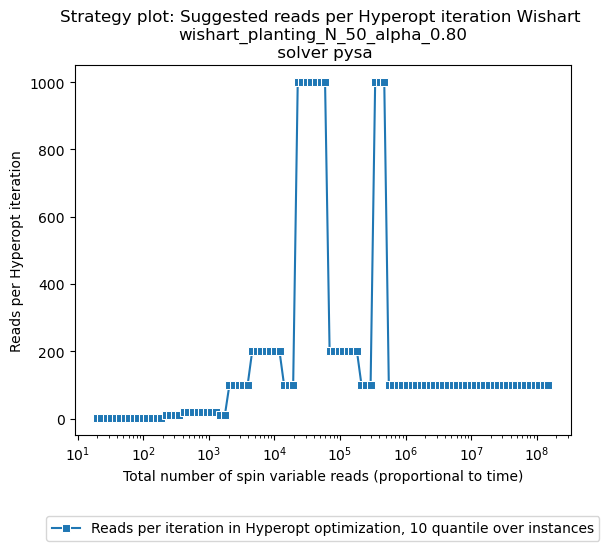 Strategy plot: Suggested reads per Hyperopt iteration Wishart
wishart_planting_N_50_alpha_0.80
solver pysa
Reads per Hyperopt iteration
1000
800
600
400
200
0
10^1 10^2 10^3 10^4 10^5 10^6 10^7 10^8
Total number of spin variable reads (proportional to time)
Reads per iteration in Hyperopt optimization, 10 quantile over instances